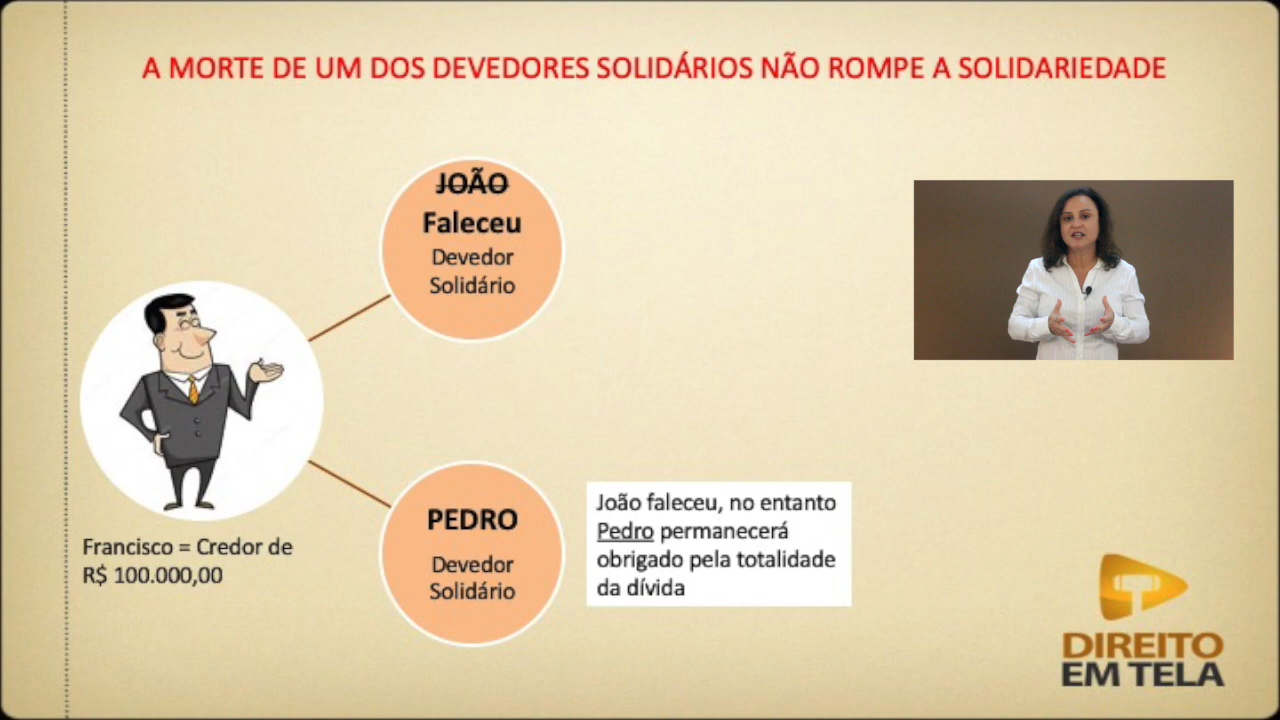 A MORTE DE UM DOS DEVEDORES SOLIDÁRIOS NÃO ROMPE A SOLIDARIEDADE
JOÃO
Faleceu
Devedor
Solidário
Francisco = Credor de
R$ 100.000,00
PEDRO
Devedor
Solidário
João faleceu, no entanto
Pedro permanecerá
obrigado pela totalidade
da dívida
DIREITO
EM TELA